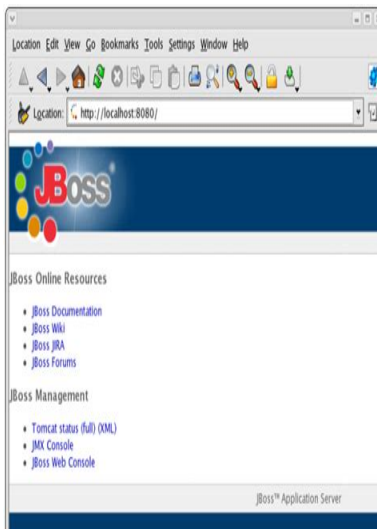 Location Edit View Go Bookmarks Tools Settings Window Help
Location: http://localhost:8080/
JBoss
JBoss Online Resources
JBoss Documentation
JBoss Wiki
JBoss JIRA
JBoss Forums
JBoss Management
Tomcat status (full) (XML)
JMX Console
JBoss Web Console
JBoss™ Application Server